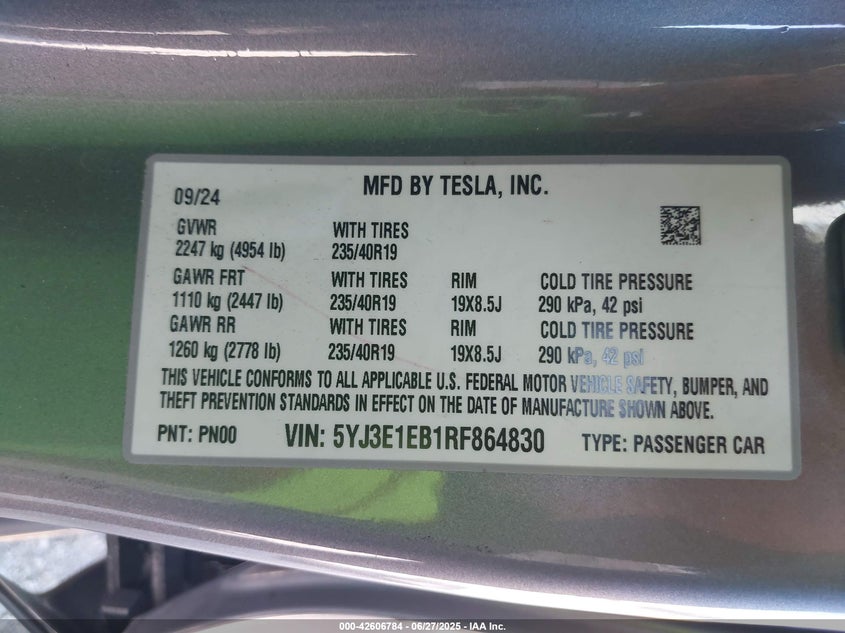 09/24 MFD BY TESLA, INC.
GVWR WITH TIRES
2247 kg (4954 lb) 235/40R19
GAWR FRT WITH TIRES RIM COLD TIRE PRESSURE
1110 kg (2447 lb) 235/40R19 19X8.5J 290 kPa, 42 psi
GAWR RR WITH TIRES RIM COLD TIRE PRESSURE
1260 kg (2778 lb) 235/40R19 19X8.5J 290 kPa, 42 psi
THIS VEHICLE CONFORMS TO ALL APPLICABLE U.S. FEDERAL MOTOR VEHICLE SAFETY, BUMPER, AND
THEFT PREVENTION STANDARDS IN EFFECT ON THE DATE OF MANUFACTURE SHOWN ABOVE.
PNT: PN00 VIN: 5YJ3E1EB1RF864830 TYPE: PASSENGER CAR
000-42606784 - 06/27/2025 - IAA Inc.